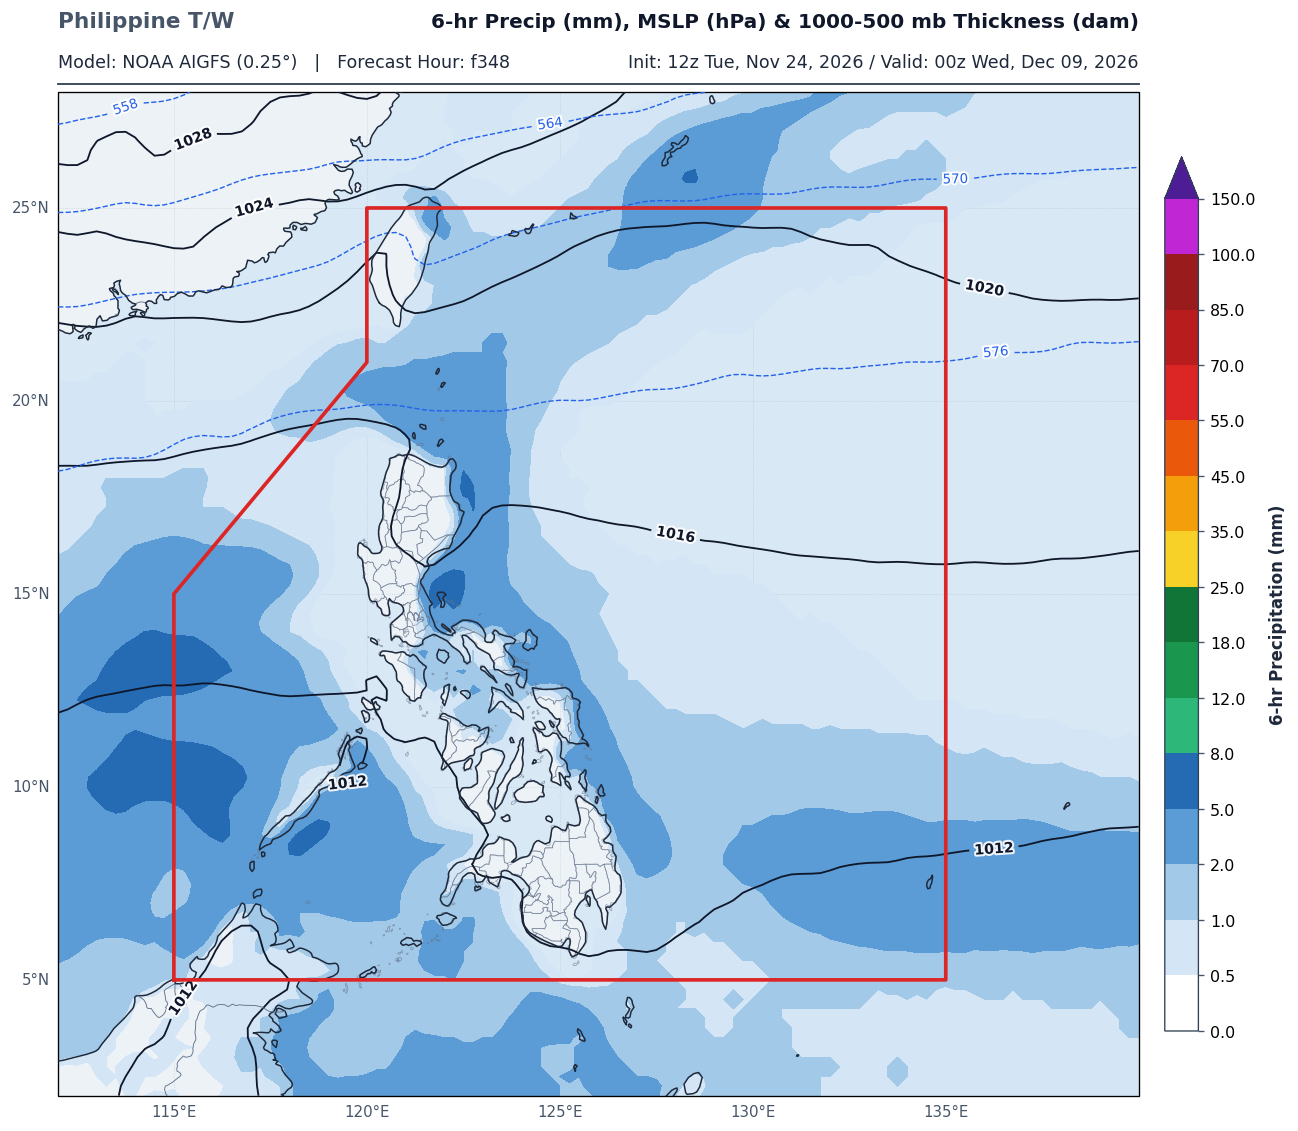 Philippine T/W
6-hr Precip (mm), MSLP (hPa) & 1000-500 mb Thickness (dam)
Model: NOAA AIGFS (0.25°) | Forecast Hour: f348
Init: 12z Tue, Nov 24, 2026 / Valid: 00z Wed, Dec 09, 2026
558
1028
564
570
1024
1020
576
1016
1012
1012
1012
25°N
20°N
15°N
10°N
5°N
115°E
120°E
125°E
130°E
135°E
150.0
100.0
85.0
70.0
55.0
45.0
35.0
25.0
18.0
12.0
8.0
5.0
2.0
1.0
0.5
0.0
6-hr Precipitation (mm)